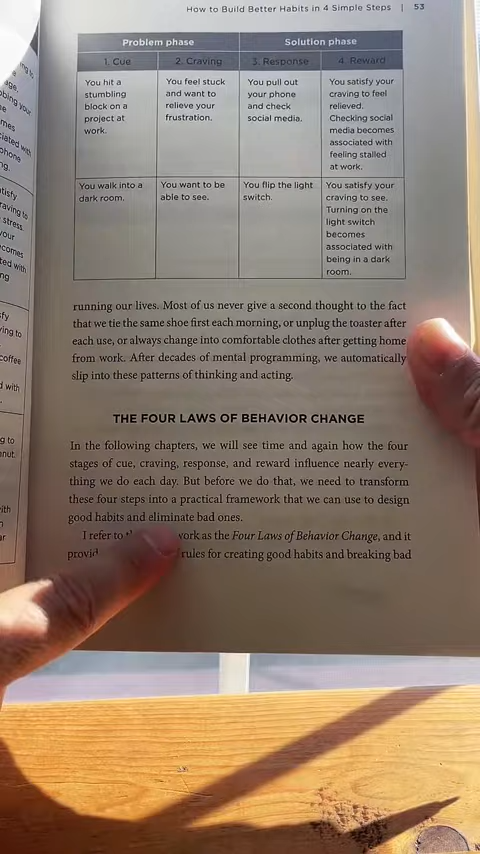 How to Build Better Habits in 4 Simple Steps | 53
Problem phase
Solution phase
1. Cue
2. Craving
3. Response
4. Reward
You hit a
stumbling
block on a
project at
work.
You feel stuck
and want to
relieve your
frustration.
You pull out
your phone
and check
social media.
You satisfy your
craving to feel
relieved.
Checking social
media becomes
associated with
feeling stalled
at work.
You walk into a
dark room.
You want to be
able to see.
You flip the light
switch.
You satisfy your
craving to see.
Turning on the
light switch
becomes
associated with
being in a dark
room.
running our lives. Most of us never give a second thought to the fact
that we tie the same shoe first each morning, or unplug the toaster after
each use, or always change into comfortable clothes after getting home
from work. After decades of mental programming, we automatically
slip into these patterns of thinking and acting.
THE FOUR LAWS OF BEHAVIOR CHANGE
In the following chapters, we will see time and again how the four
stages of cue, craving, response, and reward influence nearly every-
thing we do each day. But before we do that, we need to transform
these four steps into a practical framework that we can use to design
good habits and eliminate bad ones.
I refer to as the Four Laws of Behavior Change, and it
rules for creating good habits and breaking bad